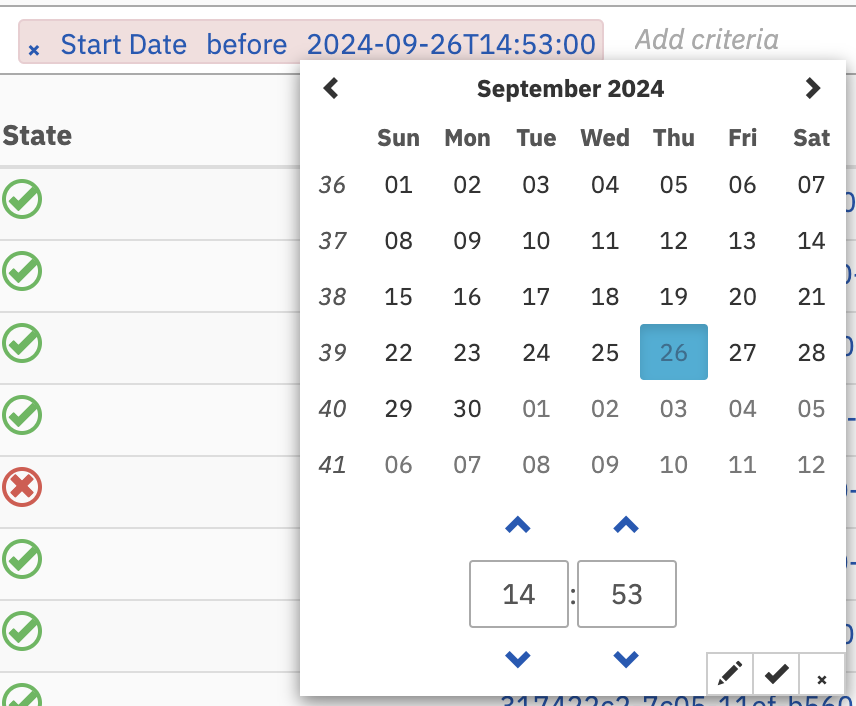 × Start Date before 2024-09-26T14:53:00 Add criteria
September 2024
State
Sun Mon Tue Wed Thu Fri Sat
36 01 02 03 04 05 06 07
37 08 09 10 11 12 13 14
38 15 16 17 18 19 20 21
39 22 23 24 25 26 27 28
40 29 30 01 02 03 04 05
41 06 07 08 09 10 11 12
14 : 53